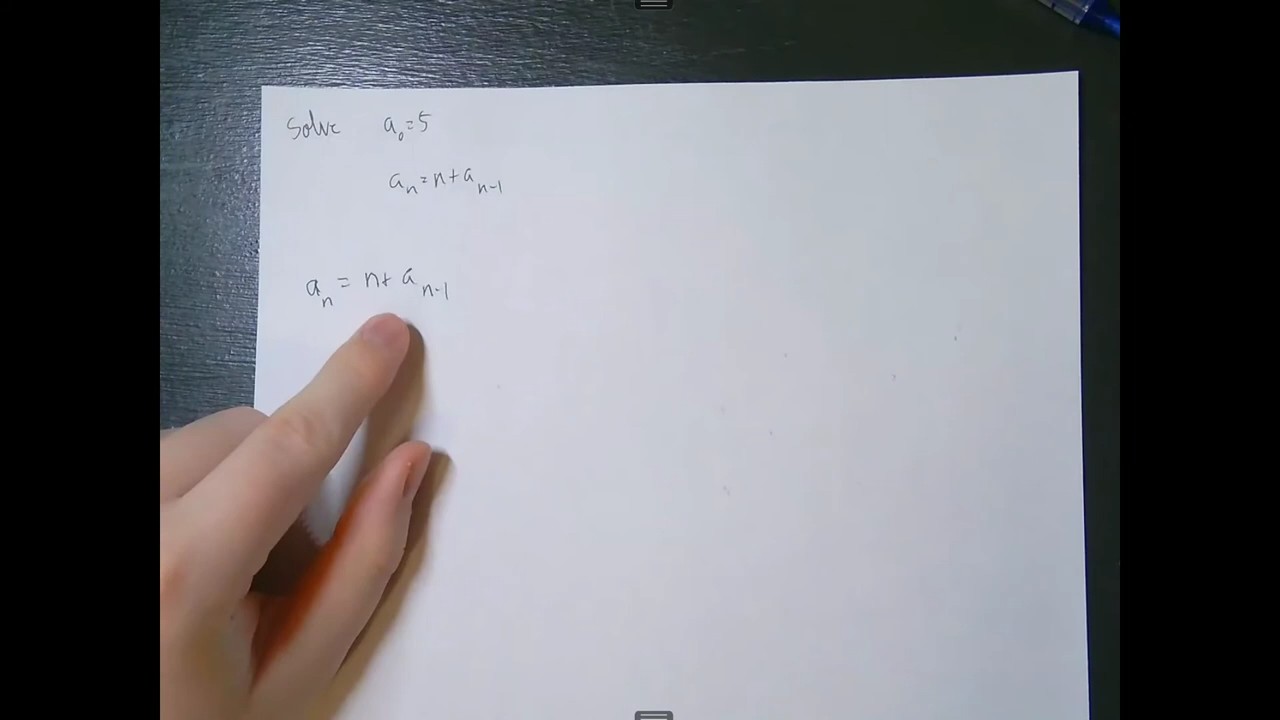 Solve a₀=5
aₙ=n+aₙ₋₁
aₙ = n+ aₙ₋₁